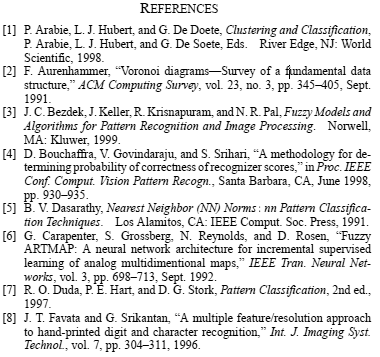 REFERENCES
[1] P. Arabie, L. J. Hubert, and G. De Doete, Clustering and Classification,
P. Arabie, L. J. Hubert, and G. De Soete, Eds. River Edge, NJ: World
Scientific, 1998.
[2] F. Aurenhammer, “Voronoi diagrams—Survey of a fundamental data
structure,” ACM Computing Survey, vol. 23, no. 3, pp. 345–405, Sept.
1991.
[3] J. C. Bezdek, J. Keller, R. Krisnapuram, and N. R. Pal, Fuzzy Models and
Algorithms for Pattern Recognition and Image Processing. Norwell,
MA: Kluwer, 1999.
[4] D. Bouchaffra, V. Govindaraju, and S. Srihari, “A methodology for de-
termining probability of correctness of recognizer scores,” in Proc. IEEE
Conf. Comput. Vision Pattern Recogn., Santa Barbara, CA, June 1998,
pp. 930–935.
[5] B. V. Dasarathy, Nearest Neighbor (NN) Norms: nn Pattern Classifica-
tion Techniques. Los Alamitos, CA: IEEE Comput. Soc. Press, 1991.
[6] G. Carapenter, S. Grossberg, N. Reynolds, and D. Rosen, “Fuzzy
ARTMAP: A neural network architecture for incremental supervised
learning of analog multidimentional maps,” IEEE Tran. Neural Net-
works, vol. 3, pp. 698–713, Sept. 1992.
[7] R. O. Duda, P. E. Hart, and D. G. Stork, Pattern Classification, 2nd ed.,
1997.
[8] J. T. Favata and G. Srikantan, “A multiple feature/resolution approach
to hand-printed digit and character recognition,” Int. J. Imaging Syst.
Technol., vol. 7, pp. 304–311, 1996.